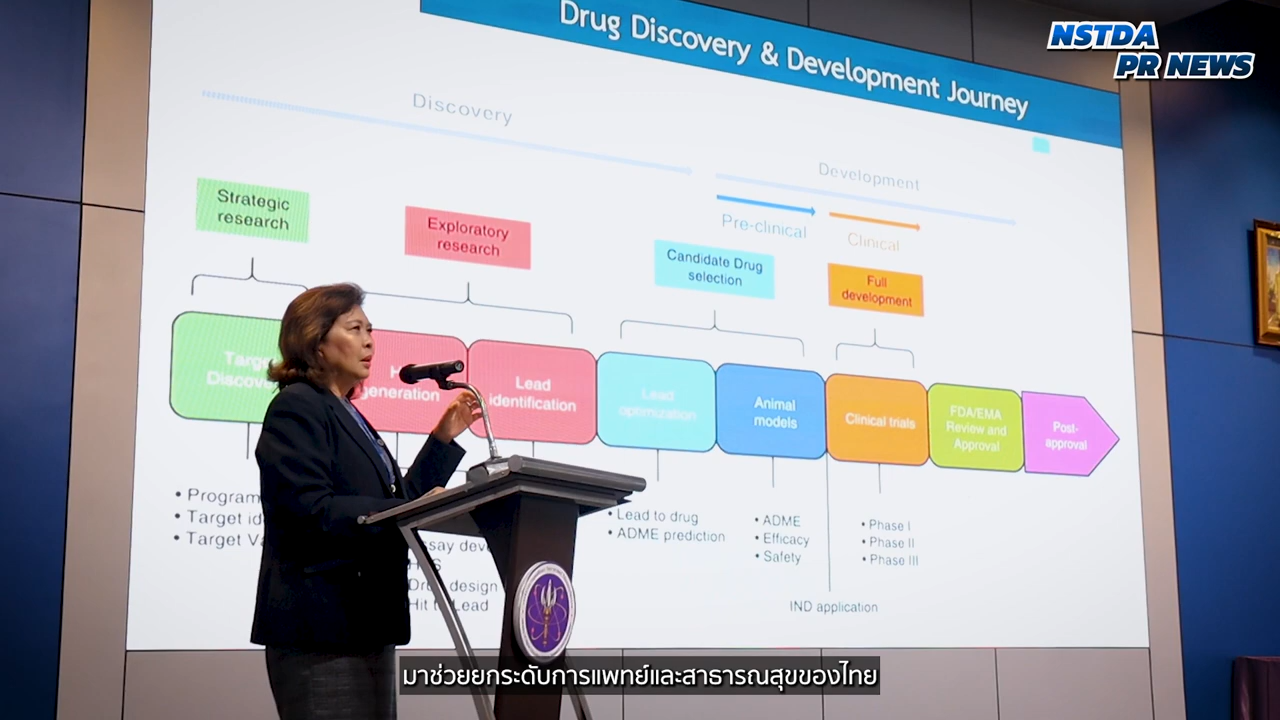 NSTDA
PR NEWS
Drug Discovery & Development Journey
Discovery
Development
Pre-clinical
Clinical
Strategic
research
Exploratory
research
Candidate Drug
selection
Full
development
Discovery
generation
Lead
identification
Lead
optimization
Animal
models
Clinical trials
FDA/EMA
Review and
Approval
Post-
approval
• Program
• Target
• Target
Drug design
Hit to Lead
• Lead to drug
• ADME prediction
• ADME
• Efficacy
• Safety
• Phase I
• Phase II
• Phase III
IND application
มาช่วยยกระดับการแพทย์และสาธารณสุขของไทย